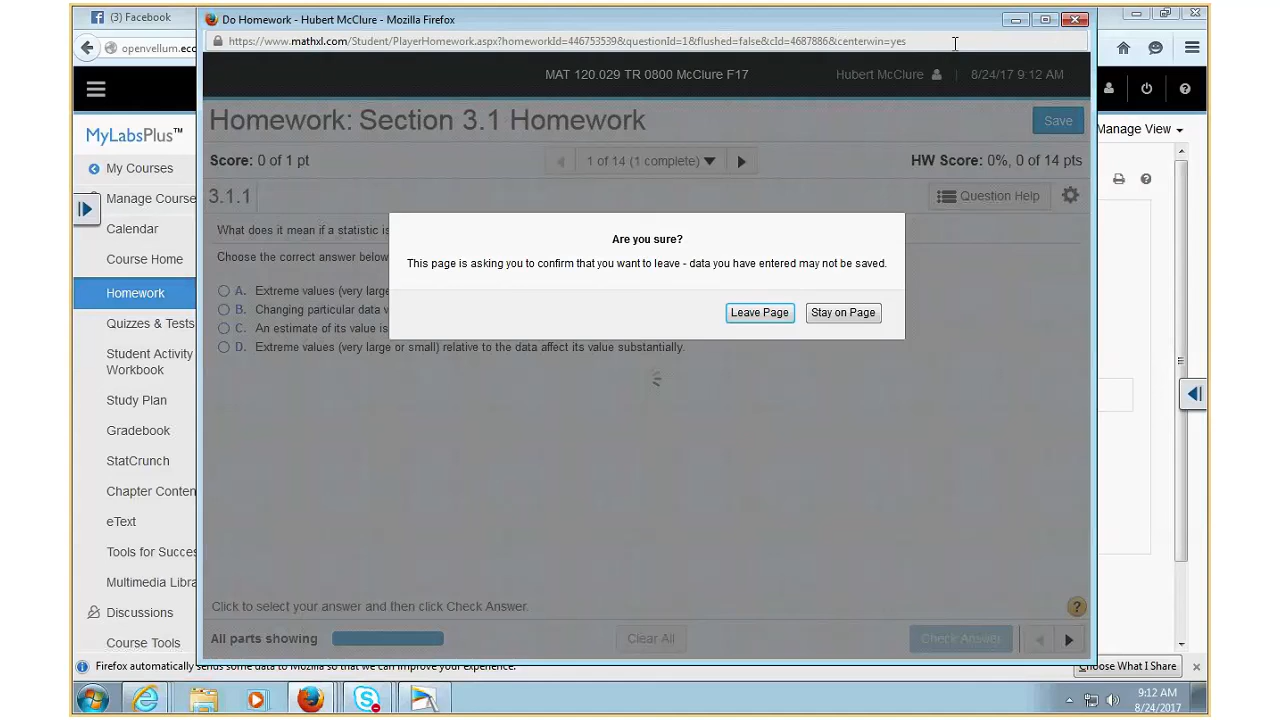 (3) Facebook
Do Homework - Hubert McClure - Mozilla Firefox
openvellum.eco
https://www.mathxl.com/Student/PlayerHomework.aspx?homeworkId=446753539&questionId=1&flushed=false&cId=4687886&centerwin=yes
MAT 120.029 TR 0800 McClure F17
Hubert McClure
8/24/17 9:12 AM
Homework: Section 3.1 Homework
Save
MyLabsPlus™
Manage View
My Courses
Score: 0 of 1 pt
1 of 14 (1 complete)
HW Score: 0%, 0 of 14 pts
Manage Course
3.1.1
Question Help
Calendar
What does it mean if a statistic is
Course Home
Choose the correct answer below
Are you sure?
This page is asking you to confirm that you want to leave - data you have entered may not be saved.
Leave Page
Stay on Page
Homework
A. Extreme values (very large
B. Changing particular data v
C. An estimate of its value is
D. Extreme values (very large or small) relative to the data affect its value substantially.
Quizzes & Tests
Student Activity
Workbook
Study Plan
Gradebook
StatCrunch
Chapter Conten
eText
Tools for Succes
Multimedia Libra
Discussions
Course Tools
Click to select your answer and then click Check Answer.
?
All parts showing
Clear All
Check Answer
Firefox automatically sends some data to Mozilla so that we can improve your experience.
Choose What I Share
9:12 AM
8/24/2017